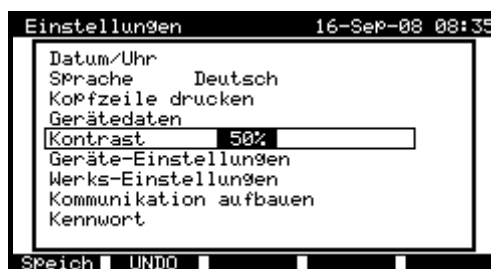 Einstellungen 16-Sep-08 08:35
Datum/Uhr
Sprache Deutsch
Kopfzeile drucken
Gerätedaten
Kontrast 50%
Geräte-Einstellungen
Werks-Einstellungen
Kommunikation aufbauen
Kennwort
Speich UNDO